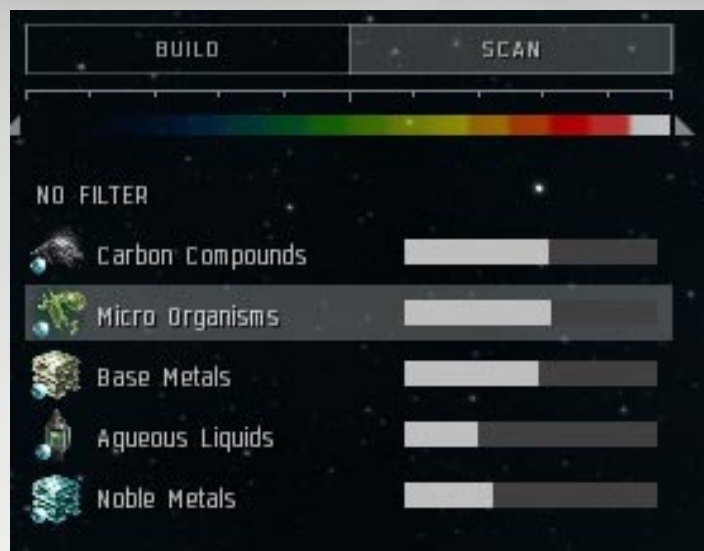 BUILD
SCAN
NO FILTER
Carbon Compounds
Micro Organisms
Base Metals
Aqueous Liquids
Noble Metals